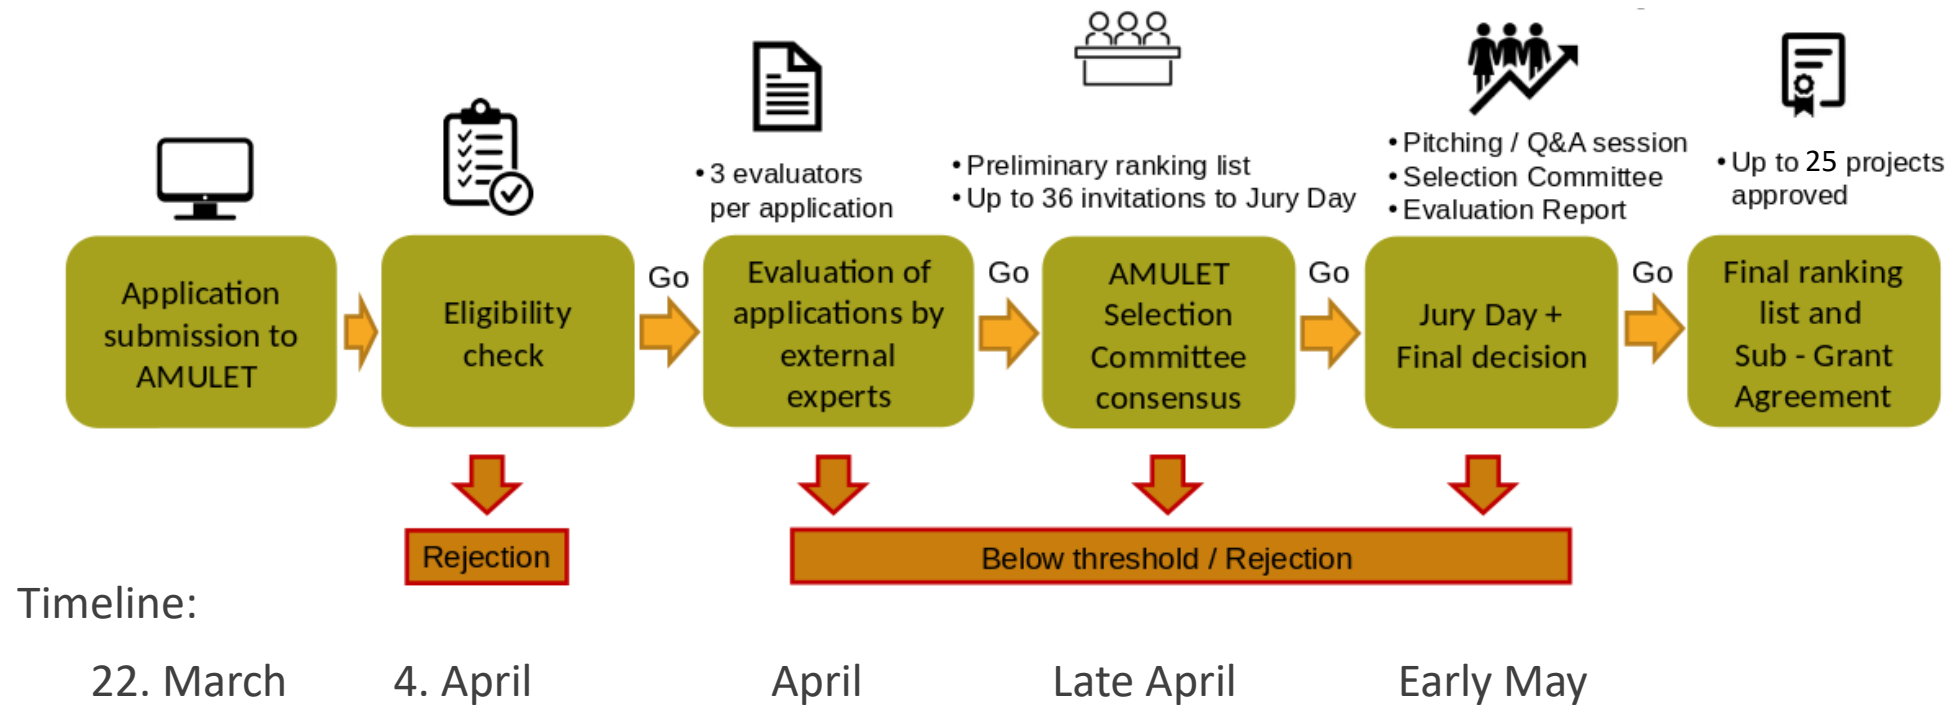 • 3 evaluators
per application
• Preliminary ranking list
• Up to 36 invitations to Jury Day
• Pitching / Q&A session
• Selection Committee
• Evaluation Report
• Up to 25 projects
approved
Application
submission to
AMULET
Eligibility
check
Go
Evaluation of
applications by
external
experts
Go
AMULET
Selection
Committee
consensus
Go
Jury Day +
Final decision
Go
Final ranking
list and
Sub - Grant
Agreement
Rejection
Below threshold / Rejection
Timeline:
22. March
4. April
April
Late April
Early May